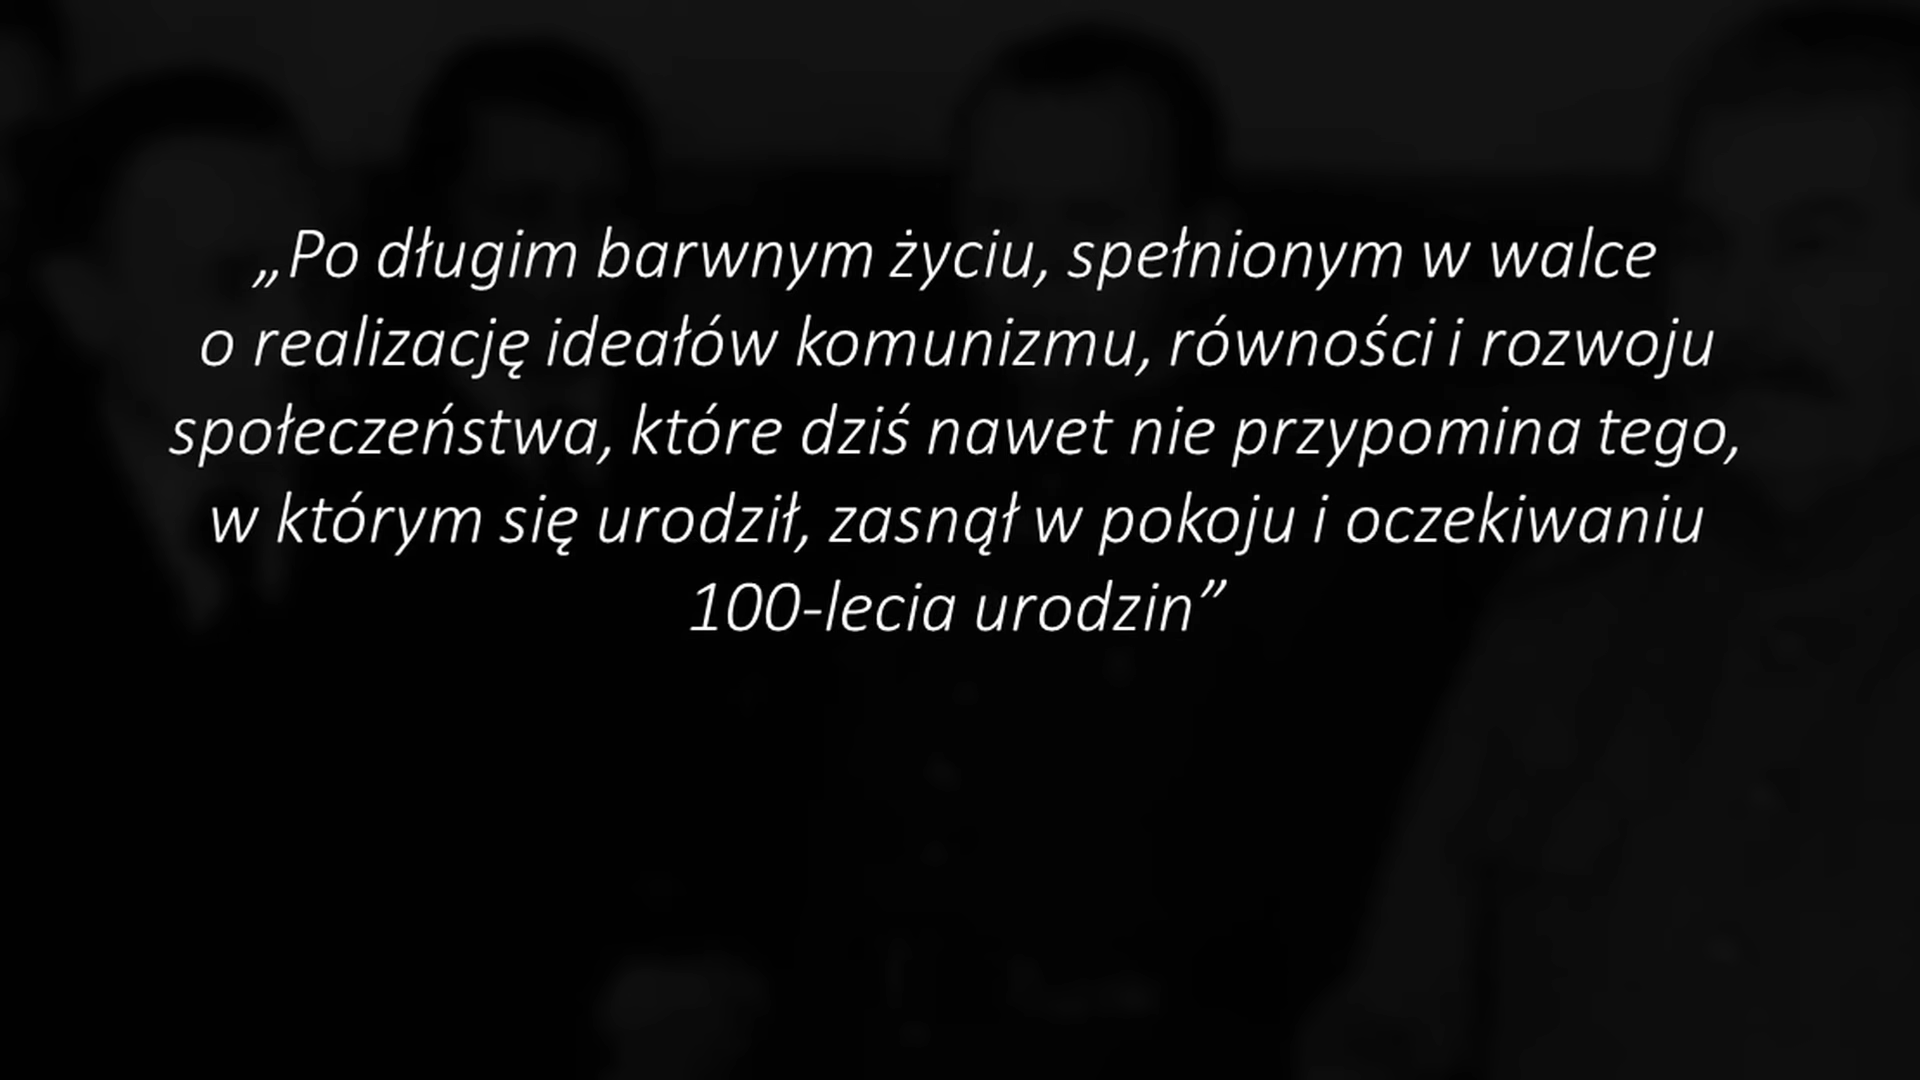 „Po długim barwnym życiu, spełnionym w walce
o realizację ideałów komunizmu, równości i rozwoju
społeczeństwa, które dziś nawet nie przypomina tego,
w którym się urodził, zasnął w pokoju i oczekiwaniu
100-lecia urodzin”